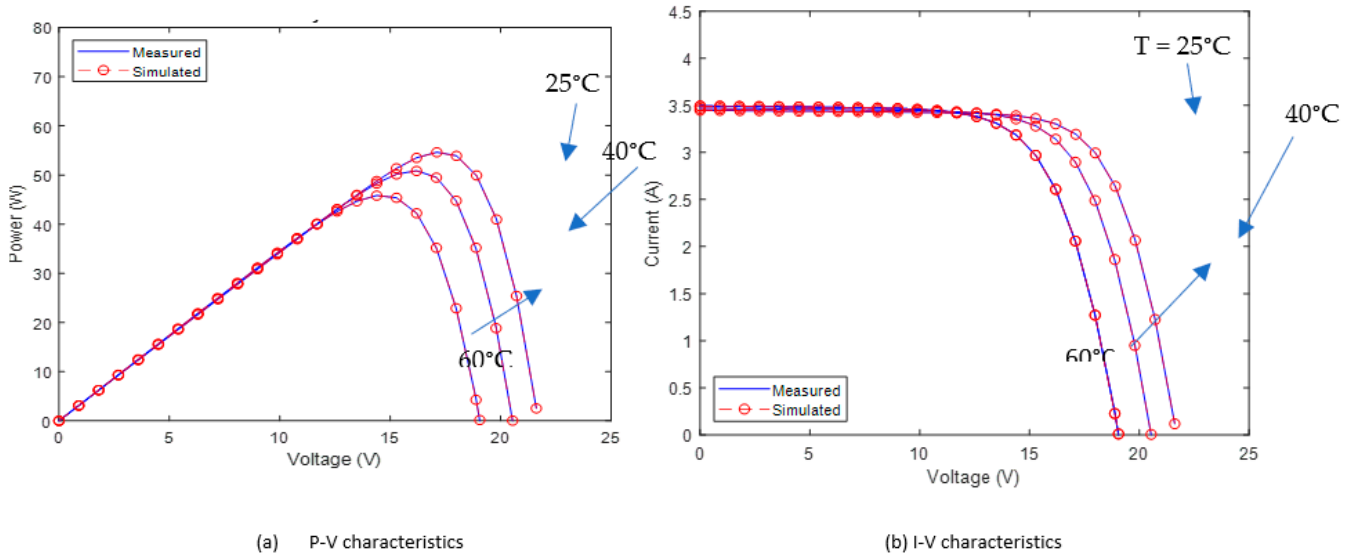 80
70
60
50
40
30
20
10
0
Power (W)
Measured
Simulated
25°C
40°C
60°C
0 5 10 15 20 25
Voltage (V)
(a) P-V characteristics
4.5
4
3.5
3
2.5
2
1.5
1
0.5
0
Current (A)
T = 25°C
40°C
60°C
Measured
Simulated
0 5 10 15 20 25
Voltage (V)
(b) I-V characteristics